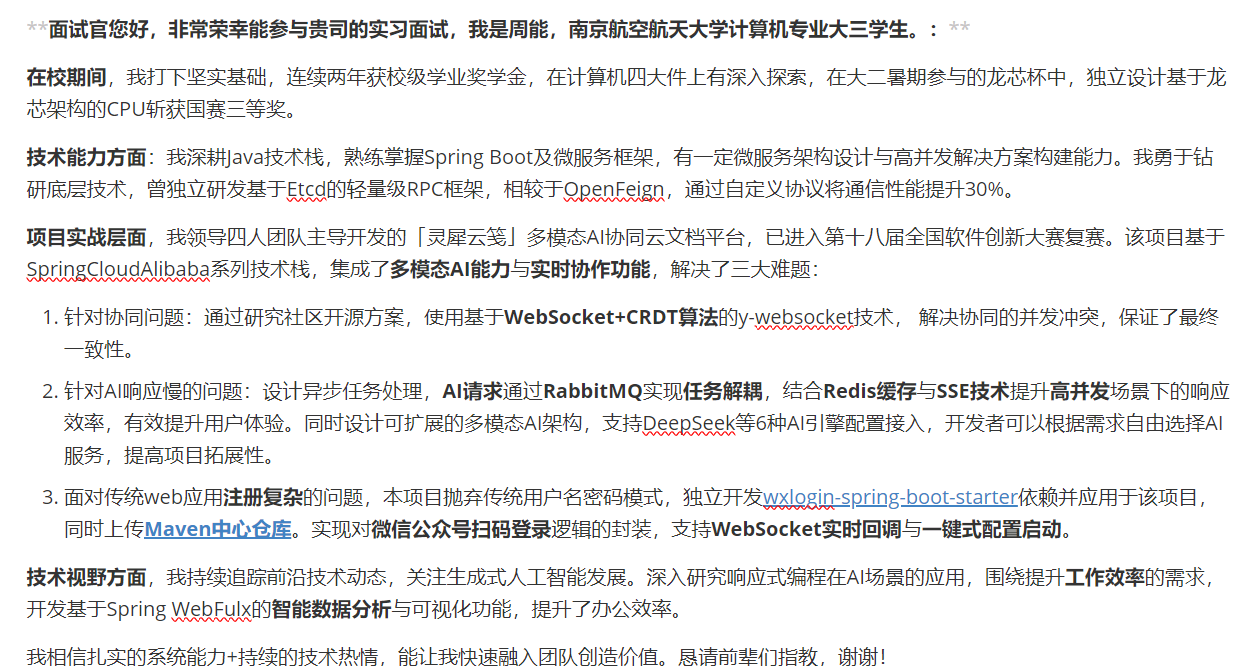 **面试官您好，非常荣幸能参与贵司的实习面试，我是周能，南京航空航天大学计算机专业大三学生。：**
在校期间，我打下坚实基础，连续两年获校级学业奖学金，在计算机四大件上有深入探索，在大二暑期参与的龙芯杯中，独立设计基于龙
芯架构的CPU斩获国赛三等奖。
技术能力方面：我深耕Java技术栈，熟练掌握Spring Boot及微服务框架，有一定微服务架构设计与高并发解决方案构建能力。我勇于钻
研底层技术，曾独立研发基于Etcd的轻量级RPC框架，相较于OpenFeign，通过自定义协议将通信性能提升30%。
项目实战层面，我领导四人团队主导开发的「灵犀云笺」多模态AI协同云文档平台，已进入第十八届全国软件创新大赛复赛。该项目基于
SpringCloudAlibaba系列技术栈，集成了多模态AI能力与实时协作功能，解决了三大难题：
1. 针对协同问题：通过研究社区开源方案，使用基于WebSocket+CRDT算法的y-websocket技术， 解决协同的并发冲突，保证了最终
一致性。
2. 针对AI响应慢的问题：设计异步任务处理，AI请求通过RabbitMQ实现任务解耦，结合Redis缓存与SSE技术提升高并发场景下的响应
效率，有效提升用户体验。同时设计可扩展的多模态AI架构，支持DeepSeek等6种AI引擎配置接入，开发者可以根据需求自由选择AI
服务，提高项目拓展性。
3. 面对传统web应用注册复杂的问题，本项目抛弃传统用户名密码模式，独立开发wxlogin-spring-boot-starter依赖并应用于该项目，
同时上传Maven中心仓库。实现对微信公众号扫码登录逻辑的封装，支持WebSocket实时回调与一键式配置启动。
技术视野方面，我持续追踪前沿技术动态，关注生成式人工智能发展。深入研究响应式编程在AI场景的应用，围绕提升工作效率的需求，
开发基于Spring WebFulx的智能数据分析与可视化功能，提升了办公效率。
我相信扎实的系统能力+持续的技术热情，能让我快速融入团队创造价值。恳请前辈们指教，谢谢！